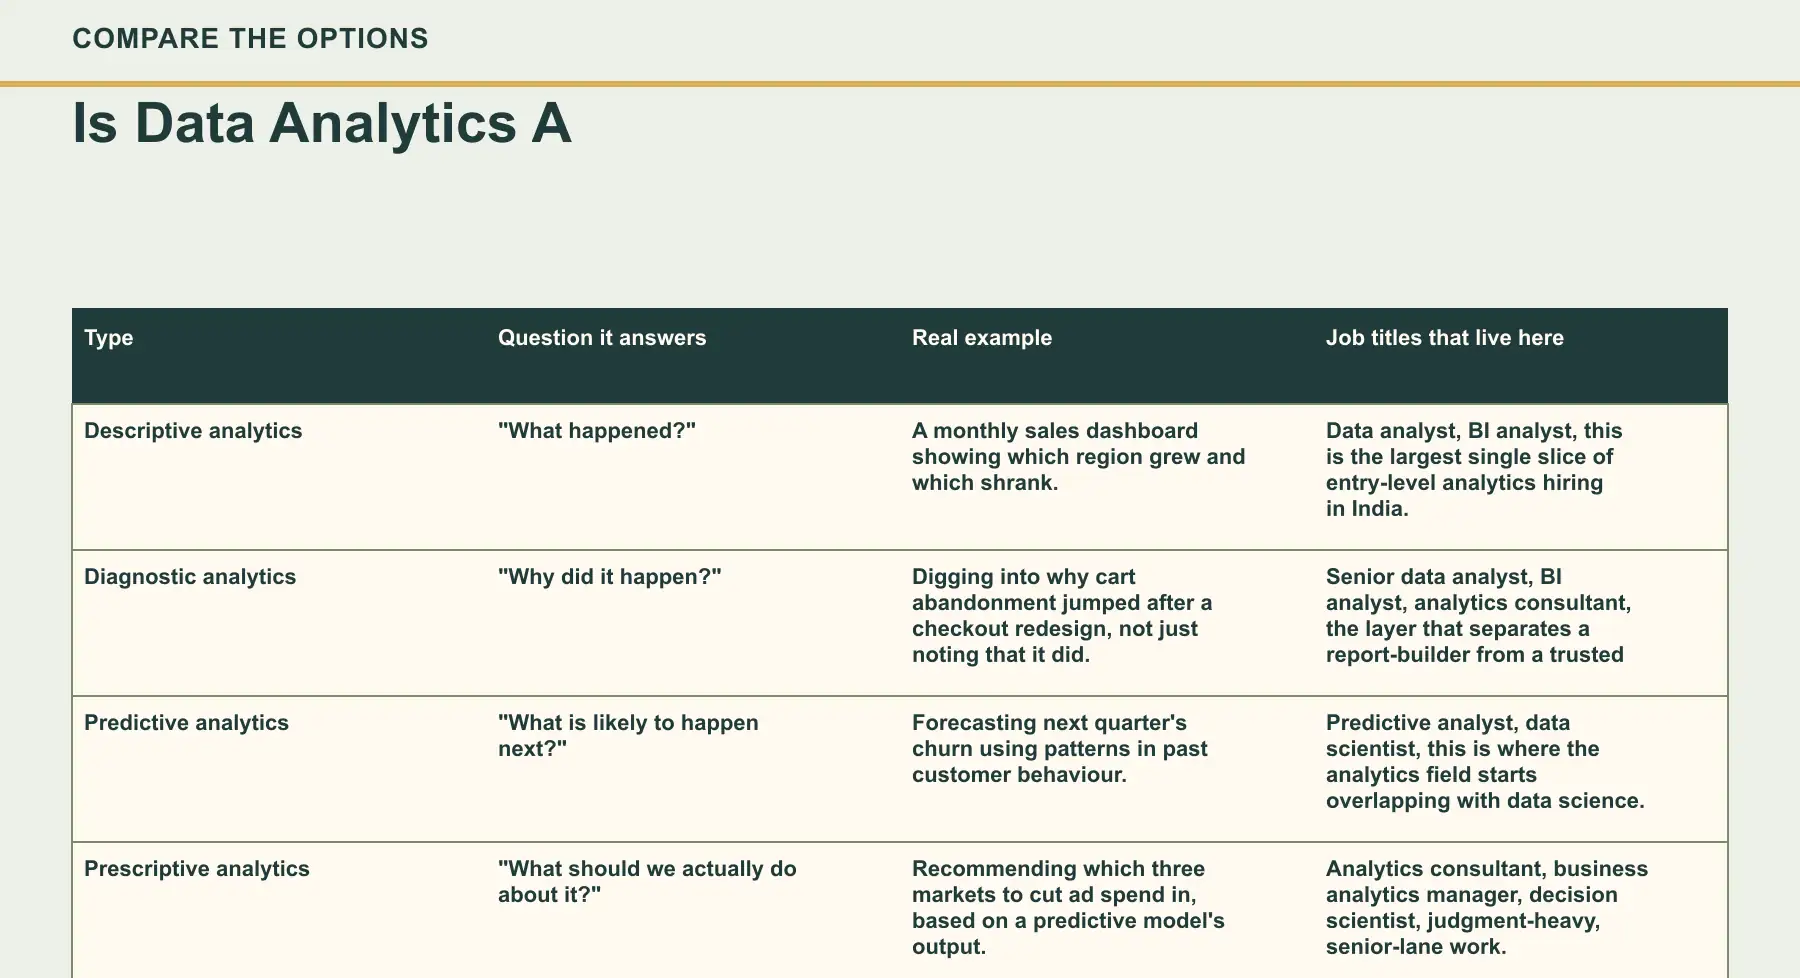 COMPARE THE OPTIONS
Is Data Analytics A
Type
Question it answers
Real example
Job titles that live here
Descriptive analytics
"What happened?"
A monthly sales dashboard
showing which region grew and
which shrank.
Data analyst, BI analyst, this
is the largest single slice of
entry-level analytics hiring
in India.
Diagnostic analytics
"Why did it happen?"
Digging into why cart
abandonment jumped after a
checkout redesign, not just
noting that it did.
Senior data analyst, BI
analyst, analytics consultant,
the layer that separates a
report-builder from a trusted
Predictive analytics
"What is likely to happen
next?"
Forecasting next quarter's
churn using patterns in past
customer behaviour.
Predictive analyst, data
scientist, this is where the
analytics field starts
overlapping with data science.
Prescriptive analytics
"What should we actually do
about it?"
Recommending which three
markets to cut ad spend in,
based on a predictive model's
output.
Analytics consultant, business
analytics manager, decision
scientist, judgment-heavy,
senior-lane work.